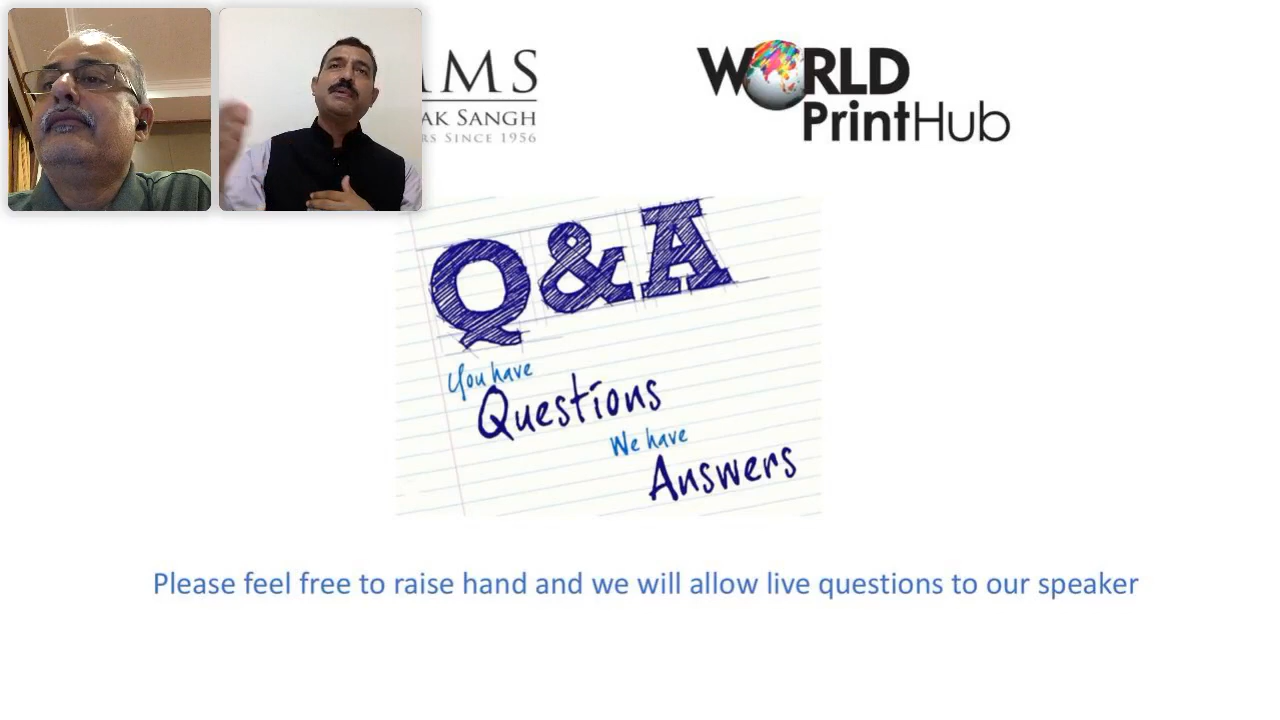 AMS
AK SANGH
RS SINCE 1956
WORLD
PrintHub
Q&A
You have
Questions
We have
Answers
Please feel free to raise hand and we will allow live questions to our speaker